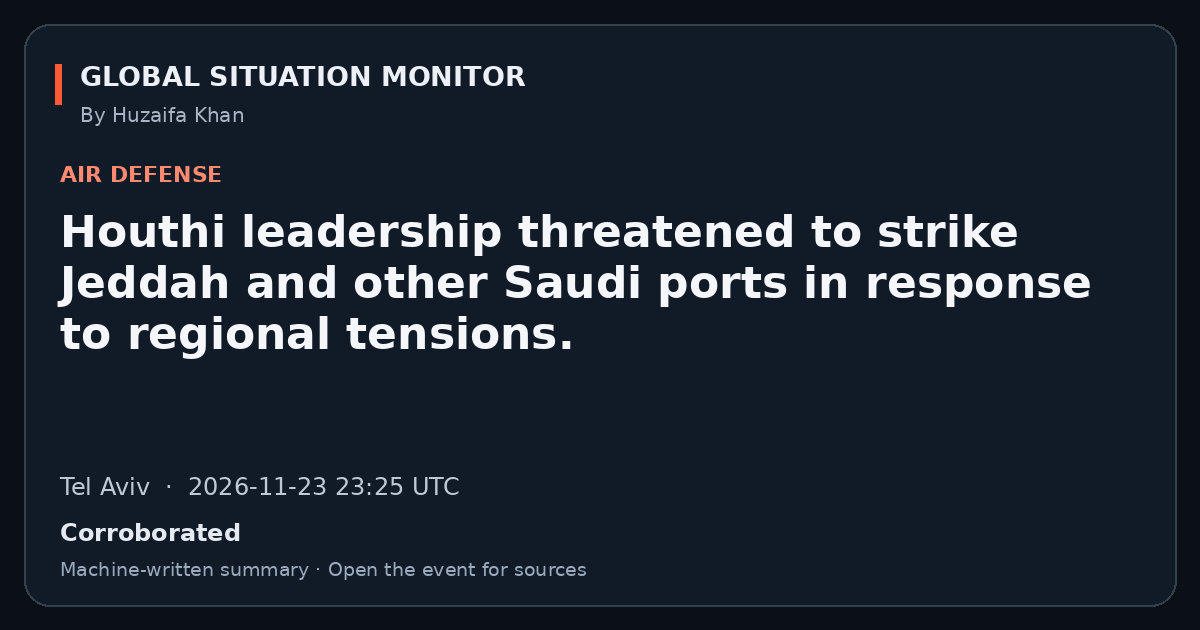 GLOBAL SITUATION MONITOR
By Huzaifa Khan
AIR DEFENSE
Houthi leadership threatened to strike
Jeddah and other Saudi ports in response
to regional tensions.
Tel Aviv · 2026-11-23 23:25 UTC
Corroborated
Machine-written summary · Open the event for sources